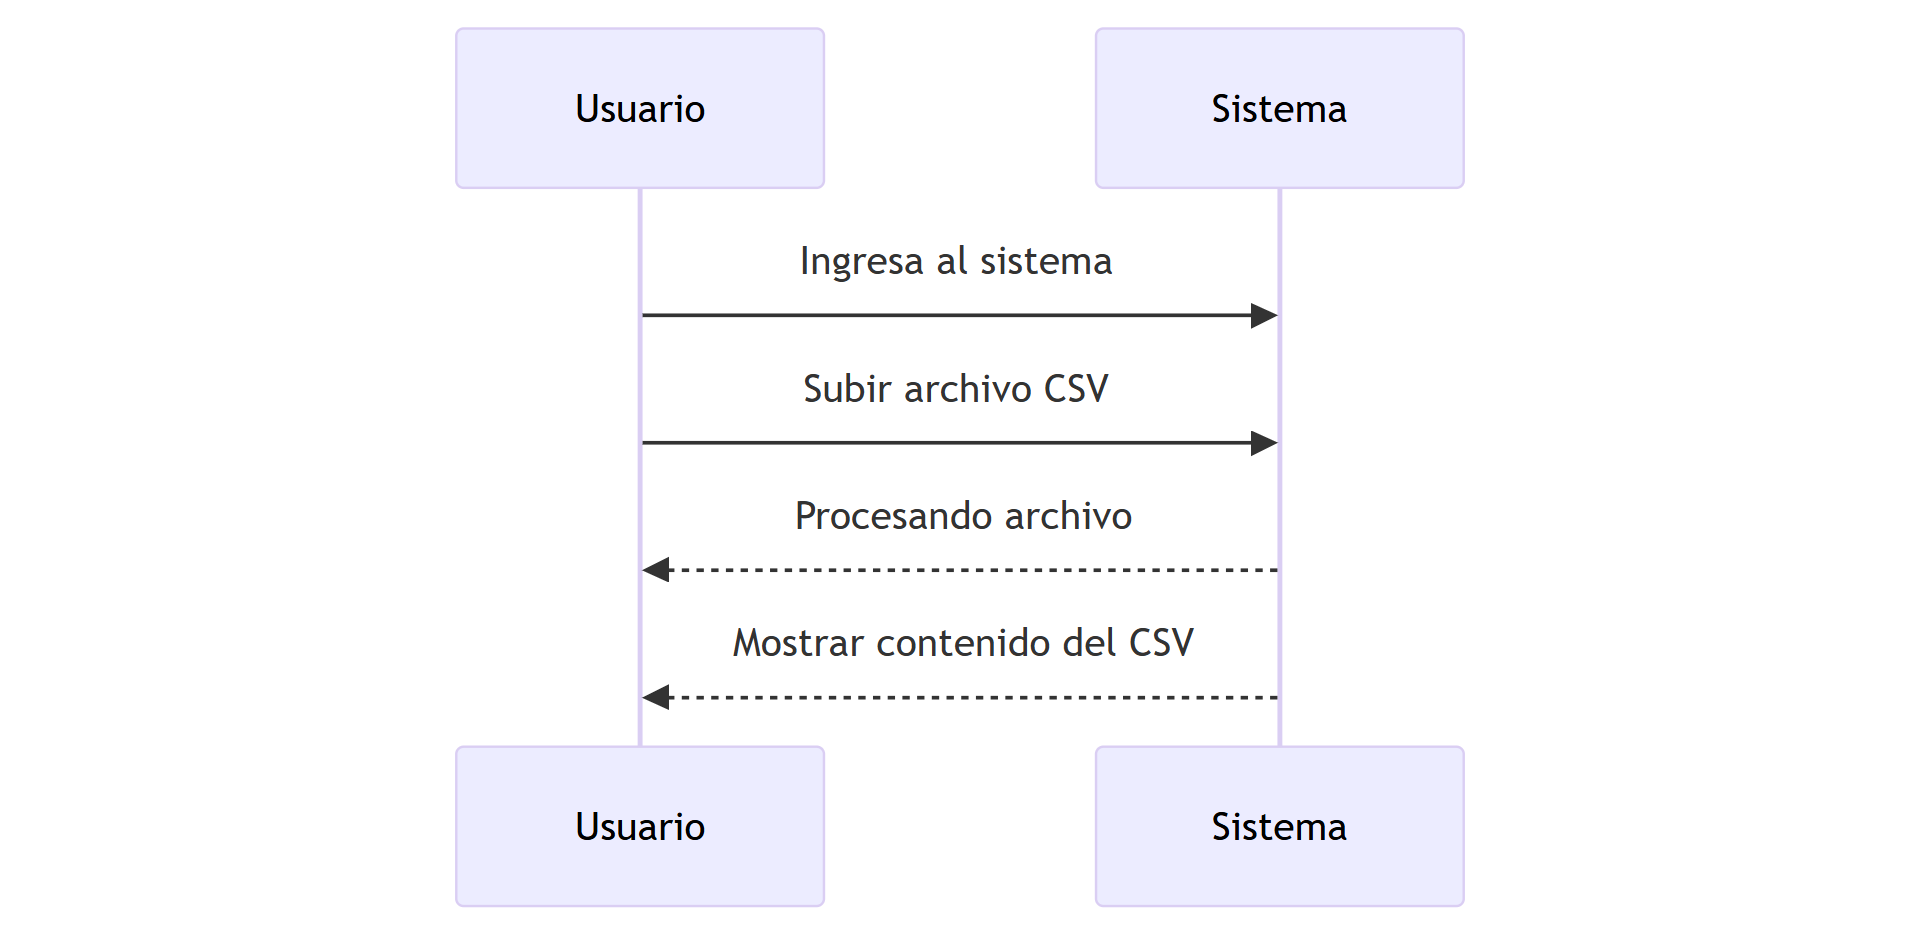 Usuario
Sistema
Ingresa al sistema
Subir archivo CSV
Procesando archivo
Mostrar contenido del CSV
Usuario
Sistema